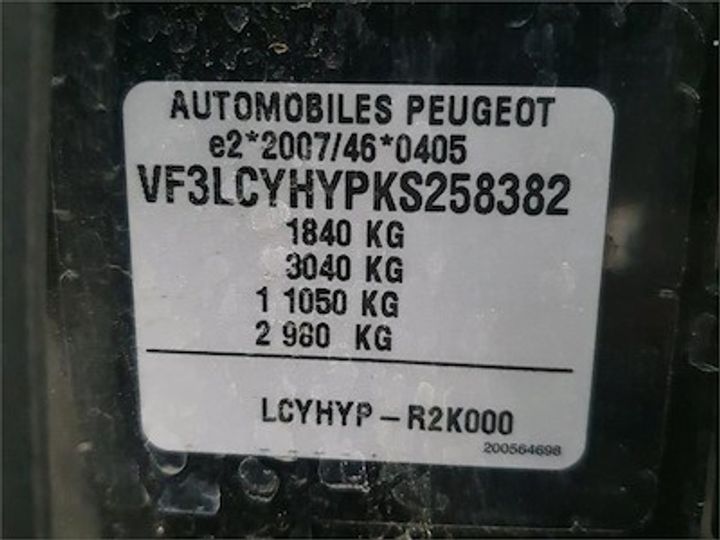 AUTOMOBILES PEUGEOT
e2*2007/46*0405
VF3LCYHYPKS258382
1840 KG
3040 KG
1 1050 KG
2 980 KG
LCYHYP-R2K000
200564698